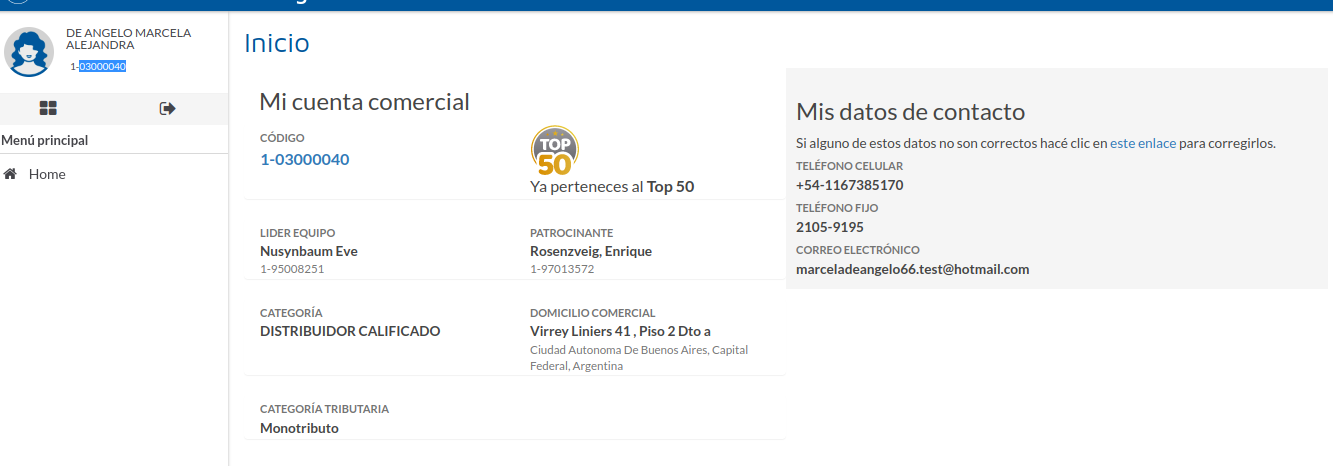 DE ANGELO MARCELA
ALEJANDRA
1-03000040
Menú principal
Home
Inicio
Mi cuenta comercial
CÓDIGO
1-03000040
TOP
50
Ya perteneces al Top 50
LIDER EQUIPO
Nusynbaum Eve
1-95008251
PATROCINANTE
Rosenzveig, Enrique
1-97013572
CATEGORÍA
DISTRIBUIDOR CALIFICADO
DOMICILIO COMERCIAL
Virrey Liniers 41 , Piso 2 Dto a
Ciudad Autonoma De Buenos Aires, Capital
Federal, Argentina
CATEGORÍA TRIBUTARIA
Monotributo
Mis datos de contacto
Si alguno de estos datos no son correctos hacé clic en este enlace para corregirlos.
TELÉFONO CELULAR
+54-1167385170
TELÉFONO FIJO
2105-9195
CORREO ELECTRÓNICO
marceladeangelo66.test@hotmail.com